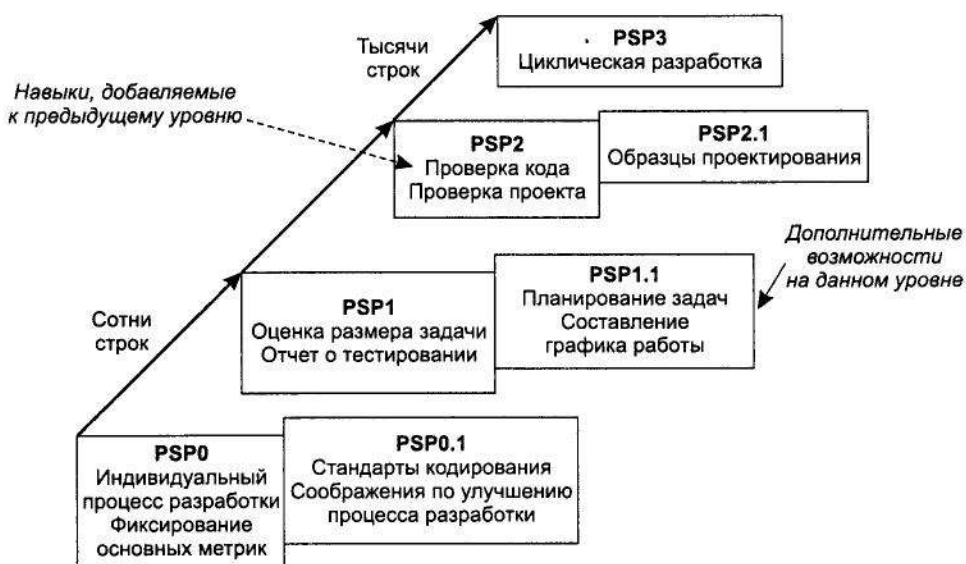 PSP3
Циклическая разработка
Тысячи
строк
Навыки, добавляемые
к предыдущему уровню
PSP2
Проверка кода
Проверка проекта
PSP2.1
Образцы проектирования
Дополнительные
возможности
на данном уровне
PSP1
Оценка размера задачи
Отчет о тестировании
PSP1.1
Планирование задач
Составление
графика работы
Сотни
строк
PSP0
Индивидуальный
процесс разработки
Фиксирование
основных метрик
PSP0.1
Стандарты кодирования
Соображения по улучшению
процесса разработки